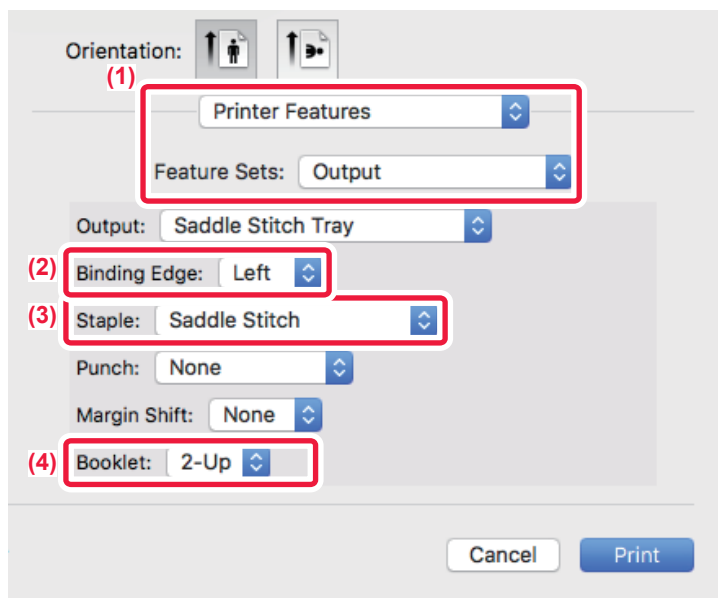 Orientation:
(1)
Printer Features
Feature Sets: Output
Output: Saddle Stitch Tray
(2) Binding Edge: Left
(3) Staple: Saddle Stitch
Punch: None
Margin Shift: None
(4) Booklet: 2-Up
Cancel Print